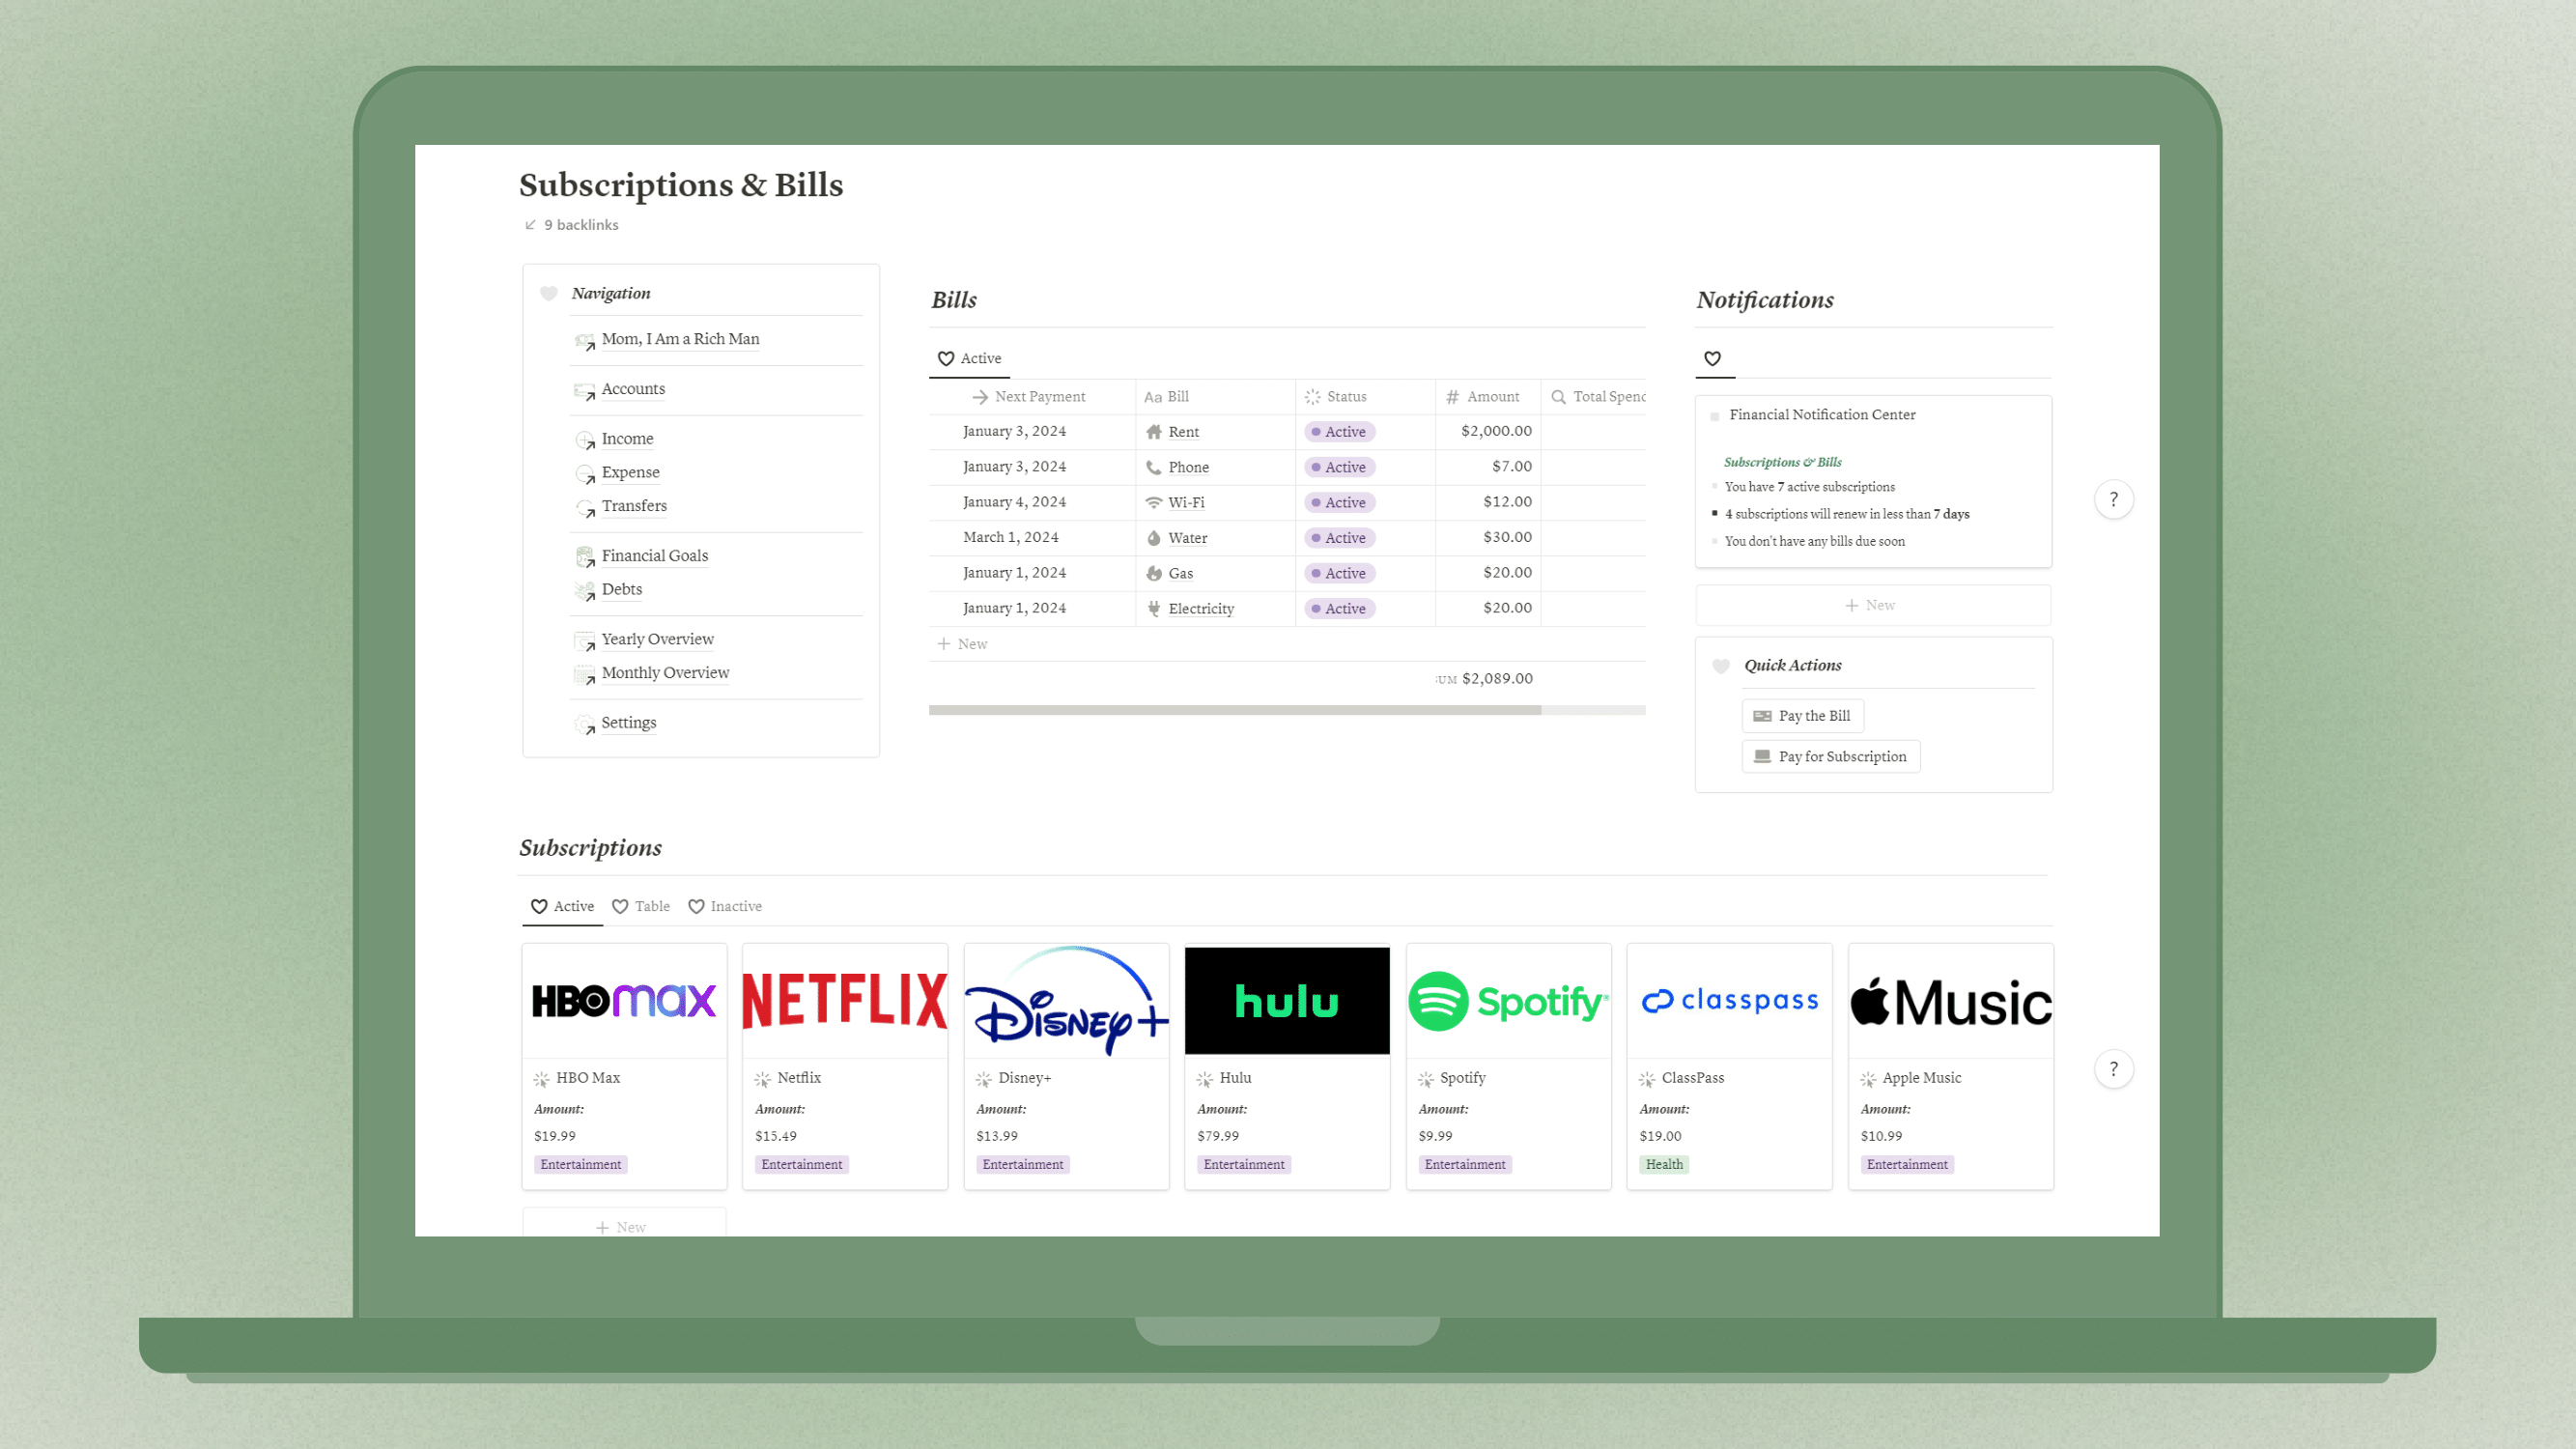 Subscriptions & Bills
9 backlinks
Navigation
Mom, I Am a Rich Man
Accounts
Income
Expense
Transfers
Financial Goals
Debts
Yearly Overview
Monthly Overview
Settings
Bills
Active
Next Payment Aa Bill Status # Amount Total Spend
January 3, 2024 Rent Active $2,000.00
January 3, 2024 Phone Active $7.00
January 4, 2024 Wi-Fi Active $12.00
March 1, 2024 Water Active $30.00
January 1, 2024 Gas Active $20.00
January 1, 2024 Electricity Active $20.00
+ New
SUM $2,089.00
Notifications
Financial Notification Center
Subscriptions & Bills
You have 7 active subscriptions
4 subscriptions will renew in less than 7 days
You don't have any bills due soon
+ New
?
Quick Actions
Pay the Bill
Pay for Subscription
Subscriptions
Active Table Inactive
HBO max NETFLIX Disney+ hulu Spotify classpass Music
HBO Max Netflix Disney+ Hulu Spotify ClassPass Apple Music
Amount: Amount: Amount: Amount: Amount: Amount: Amount:
$19.99 $15.49 $13.99 $79.99 $9.99 $19.00 $10.99
Entertainment Entertainment Entertainment Entertainment Entertainment Health Entertainment
?
+ New